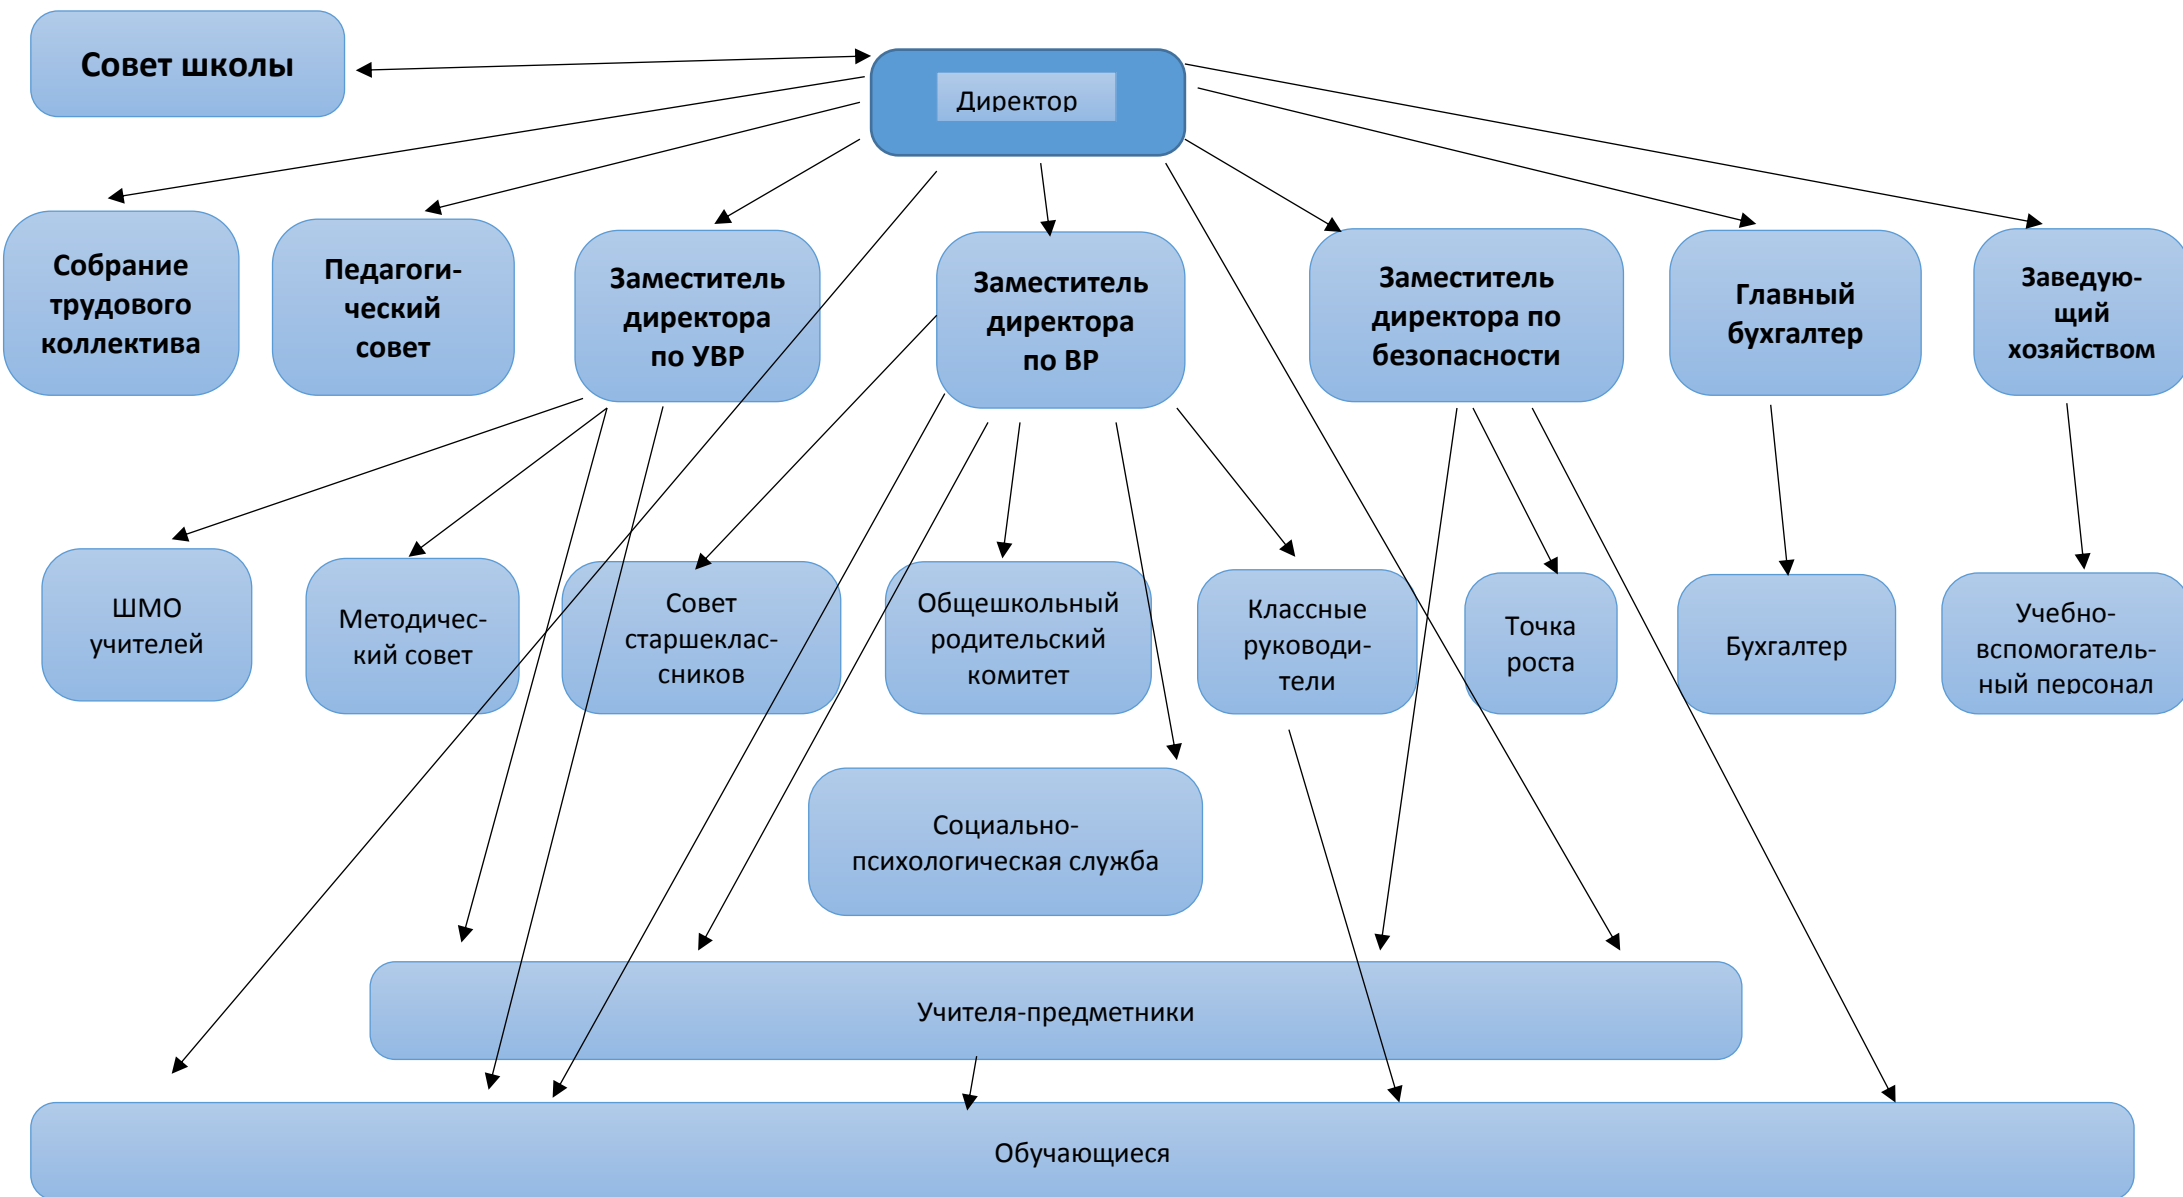 Совет школы
Директор
Собрание
трудового
коллектива
Педагоги-
ческий
совет
Заместитель
директора
по УВР
Заместитель
директора
по ВР
Заместитель
директора по
безопасности
Главный
бухгалтер
Заведую-
щий
хозяйством
ШМО
учителей
Методичес-
кий совет
Совет
старшеклас-
сников
Общешкольный
родительский
комитет
Классные
руководи-
тели
Точка
роста
Бухгалтер
Учебно-
вспомогатель-
ный персонал
Социально-
психологическая служба
Учителя-предметники
Обучающиеся